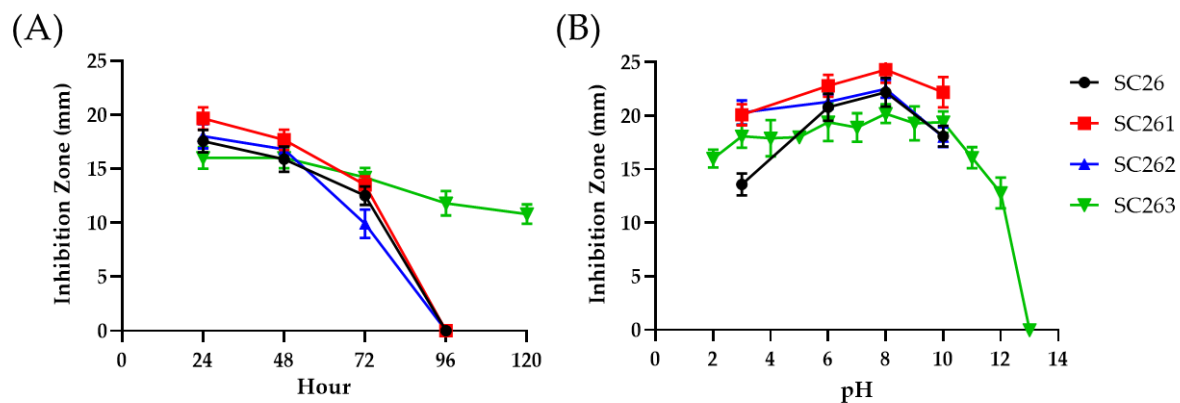 (A)
Inhibition Zone (mm)
25
20
15
10
5
0
0 24 48 72 96 120
Hour
(B)
Inhibition Zone (mm)
25
20
15
10
5
0
0 2 4 6 8 10 12 14
pH
SC26
SC261
SC262
SC263